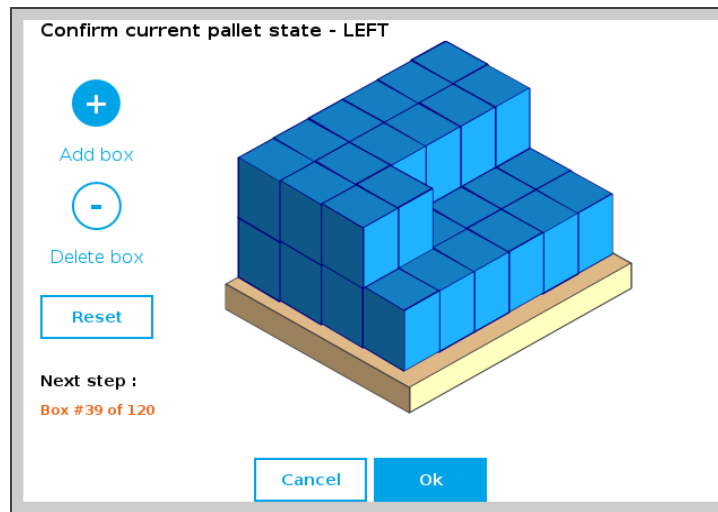 Confirm current pallet state - LEFT
+
Add box
-
Delete box
Reset
Next step :
Box #39 of 120
Cancel
Ok